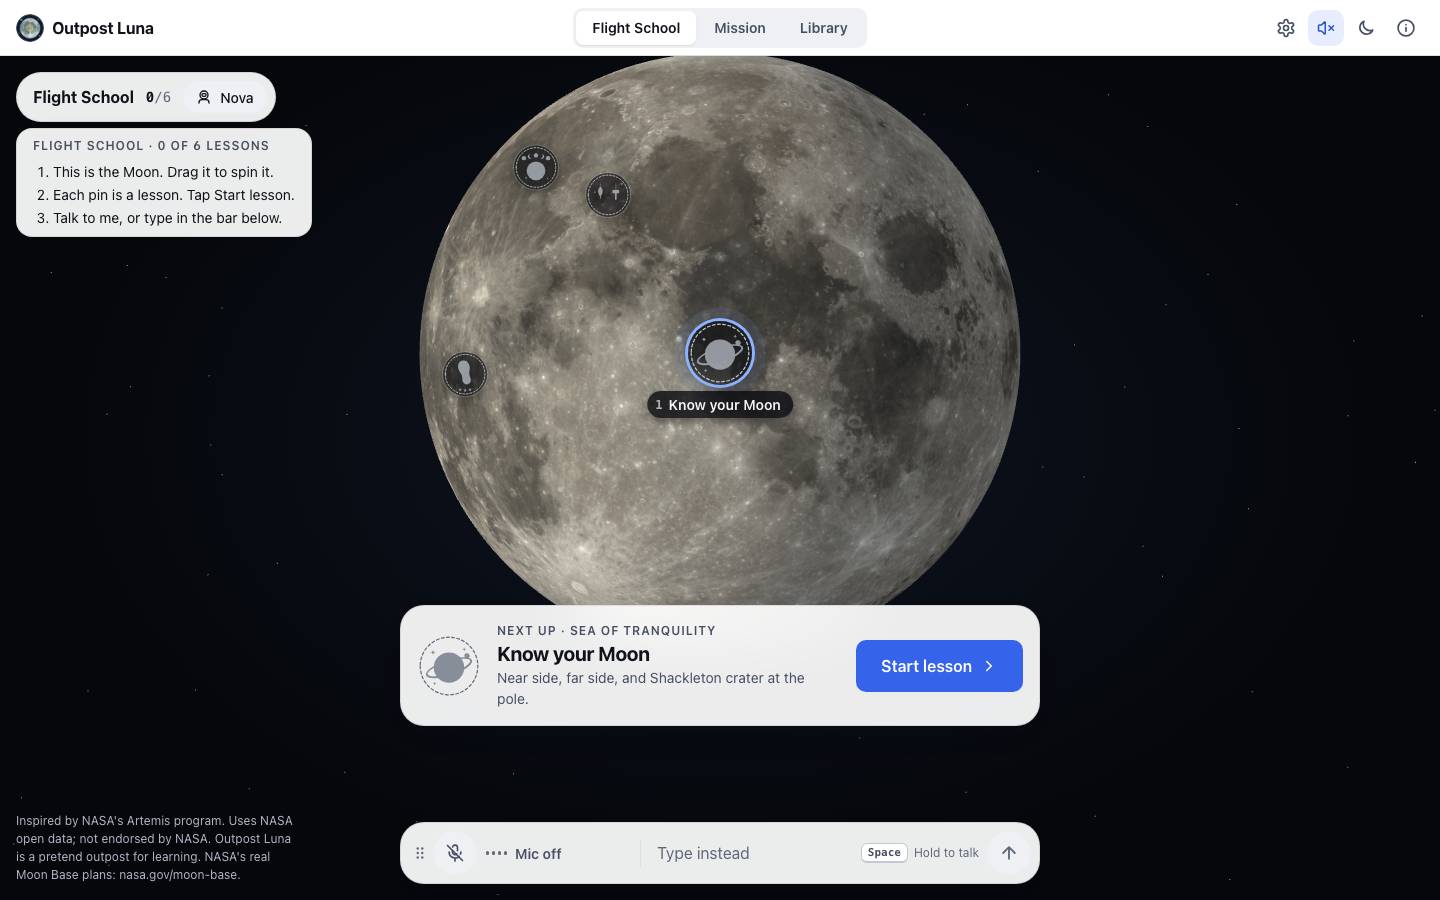 Outpost Luna
Flight School
Mission
Library
Flight School 0/6 Nova
FLIGHT SCHOOL · 0 OF 6 LESSONS
1. This is the Moon. Drag it to spin it.
2. Each pin is a lesson. Tap Start lesson.
3. Talk to me, or type in the bar below.
1 Know your Moon
NEXT UP · SEA OF TRANQUILITY
Know your Moon
Near side, far side, and Shackleton crater at the
pole.
Start lesson
Inspired by NASA's Artemis program. Uses NASA
open data; not endorsed by NASA. Outpost Luna
is a pretend outpost for learning. NASA's real
Moon Base plans: nasa.gov/moon-base.
Mic off
Type instead
Space Hold to talk